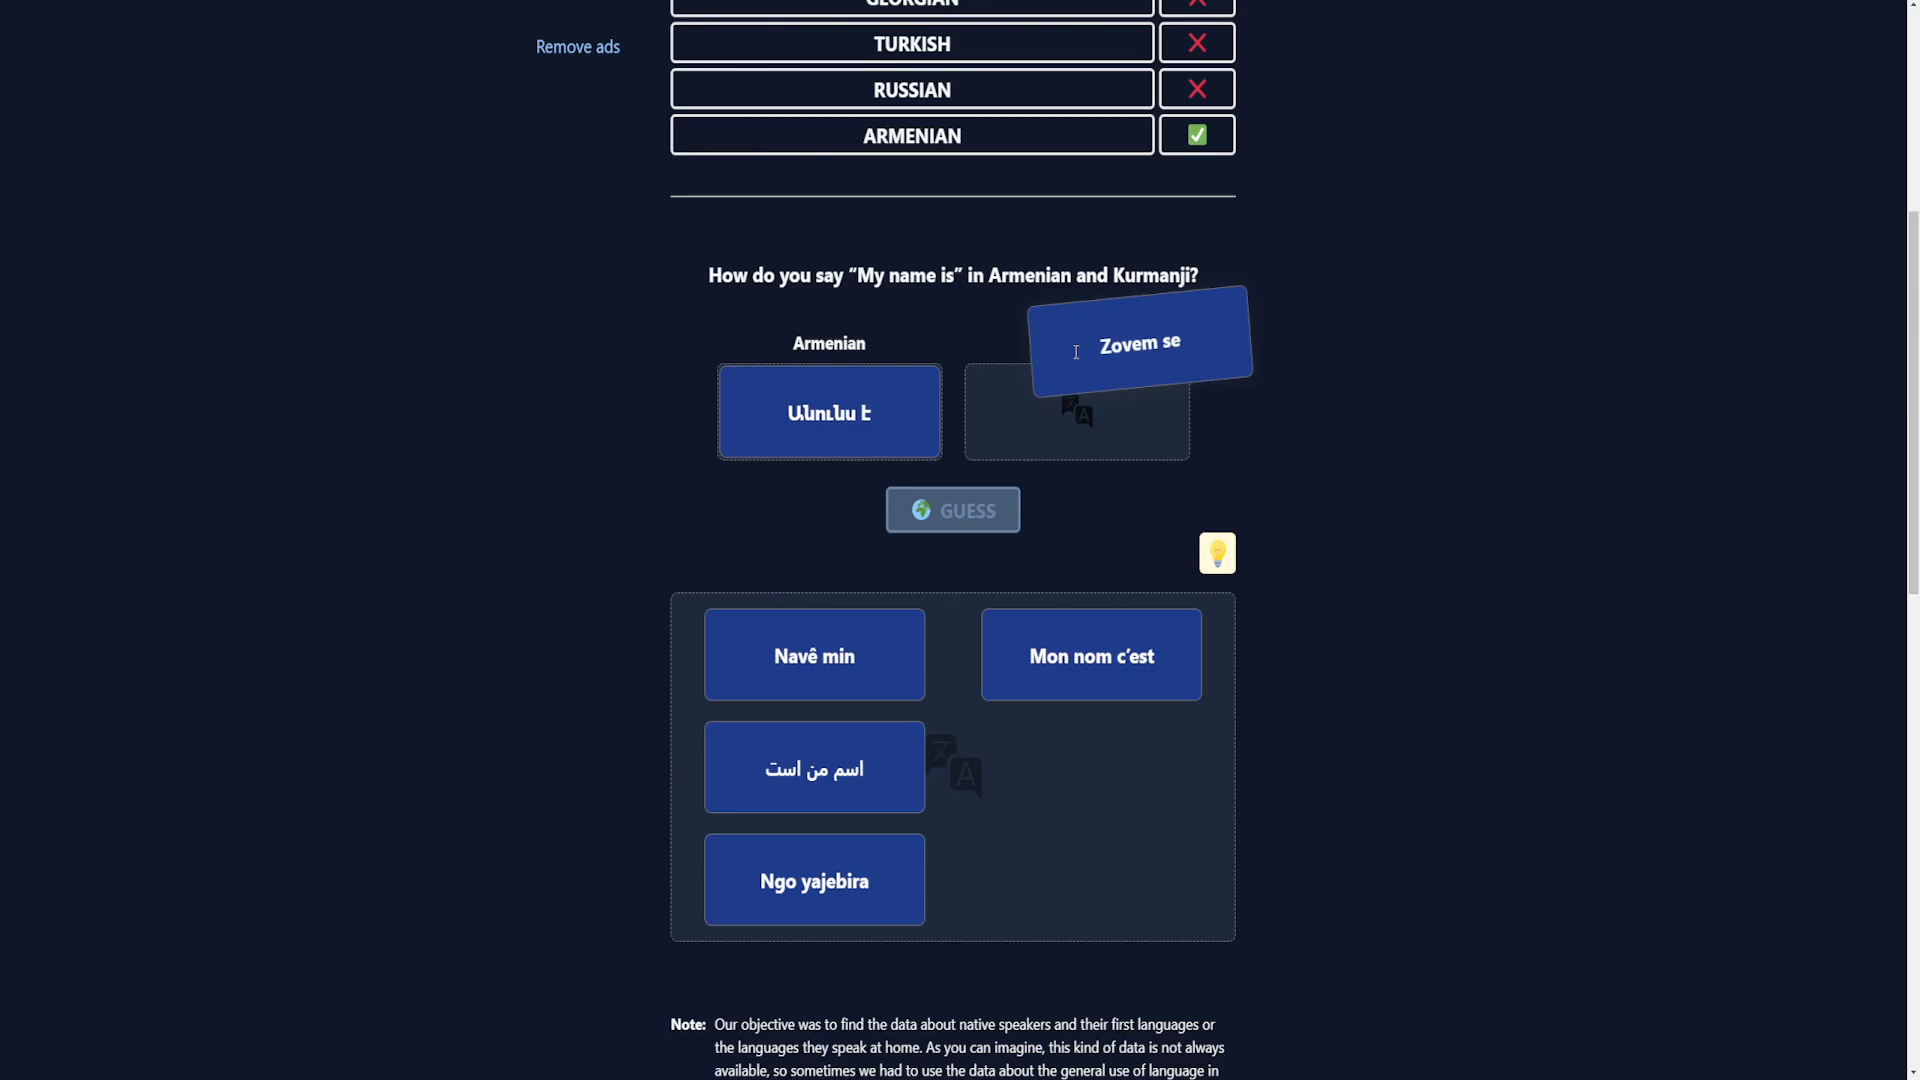 Remove ads
GEORGIAN
TURKISH
RUSSIAN
ARMENIAN
How do you say “My name is” in Armenian and Kurmanji?
Armenian
Zovem se
Անունս է
GUESS
Navê min
Mon nom c’est
اسم من است
Ngo yajebira
Note: Our objective was to find the data about native speakers and their first languages or
the languages they speak at home. As you can imagine, this kind of data is not always
available, so sometimes we had to use the data about the general use of language in